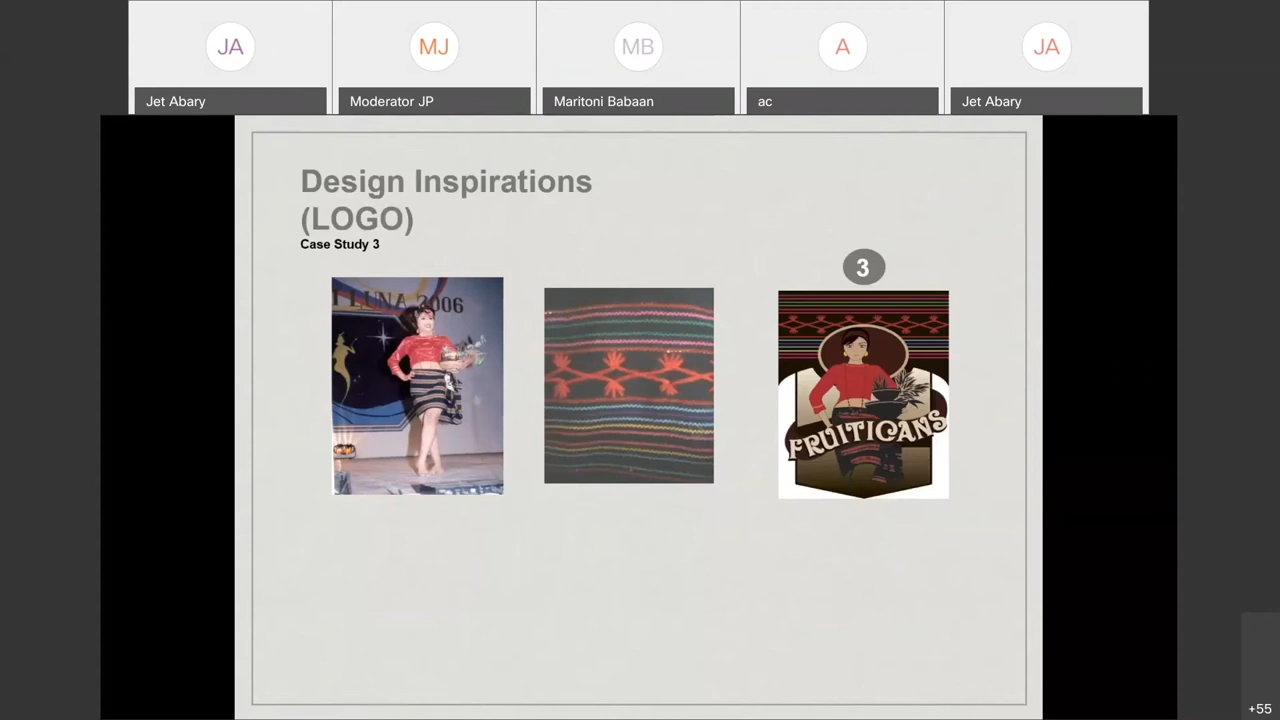 JA
MJ
MB
A
JA
Jet Abary
Moderator JP
Maritoni Babaan
ac
Jet Abary
Design Inspirations
(LOGO)
Case Study 3
3
LUNA 2006
FRUITICANS
+55